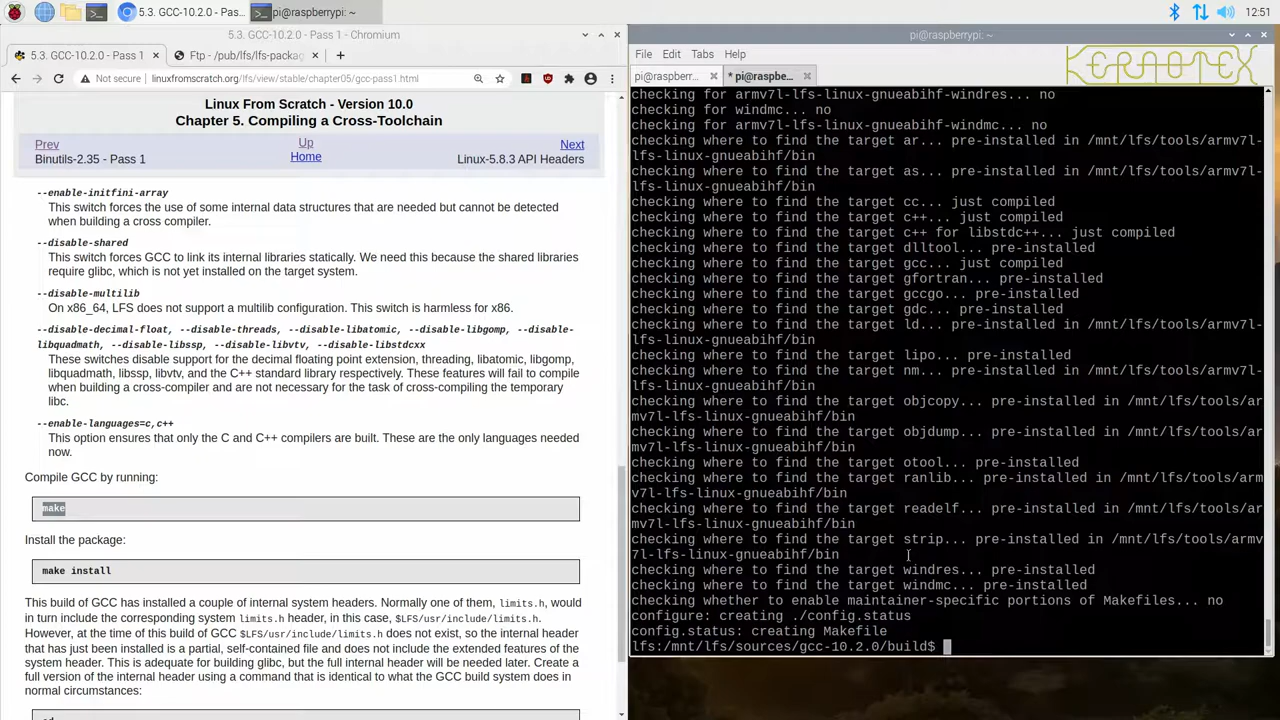 5.3. GCC-10.2.0 - Pas...
pi@raspberrypi: ~
12:51
5.3. GCC-10.2.0 - Pass 1 - Chromium
5.3. GCC-10.2.0 - Pass 1
Ftp - /pub/lfs/lfs-packag
Not secure | linuxfromscratch.org/lfs/view/stable/chapter05/gcc-pass1.html
Linux From Scratch - Version 10.0
Chapter 5. Compiling a Cross-Toolchain
Prev
Up
Next
Binutils-2.35 - Pass 1
Home
Linux-5.8.3 API Headers
--enable-initfini-array
This switch forces the use of some internal data structures that are needed but cannot be detected
when building a cross compiler.
--disable-shared
This switch forces GCC to link its internal libraries statically. We need this because the shared libraries
require glibc, which is not yet installed on the target system.
--disable-multilib
On x86_64, LFS does not support a multilib configuration. This switch is harmless for x86.
--disable-decimal-float, --disable-threads, --disable-libatomic, --disable-libgomp, --disable-
libquadmath, --disable-libssp, --disable-libvtv, --disable-libstdcxx
These switches disable support for the decimal floating point extension, threading, libatomic, libgomp,
libquadmath, libssp, libvtv, and the C++ standard library respectively. These features will fail to compile
when building a cross-compiler and are not necessary for the task of cross-compiling the temporary
libc.
--enable-languages=c,c++
This option ensures that only the C and C++ compilers are built. These are the only languages needed
now.
Compile GCC by running:
make
Install the package:
make install
This build of GCC has installed a couple of internal system headers. Normally one of them, limits.h, would
in turn include the corresponding system limits.h header, in this case, $LFS/usr/include/limits.h.
However, at the time of this build of GCC $LFS/usr/include/limits.h does not exist, so the internal header
that has just been installed is a partial, self-contained file and does not include the extended features of the
system header. This is adequate for building glibc, but the full internal header will be needed later. Create a
full version of the internal header using a command that is identical to what the GCC build system does in
normal circumstances:
cd
pi@raspberrypi: ~
File Edit Tabs Help
KEROTEX
pi@raspberr...
* pi@raspbe...
checking for armv7l-lfs-linux-gnueabihf-windres... no
checking for windmc... no
checking for armv7l-lfs-linux-gnueabihf-windmc... no
checking where to find the target ar... pre-installed in /mnt/lfs/tools/armv7l-
lfs-linux-gnueabihf/bin
checking where to find the target as... pre-installed in /mnt/lfs/tools/armv7l-
lfs-linux-gnueabihf/bin
checking where to find the target cc... just compiled
checking where to find the target c++... just compiled
checking where to find the target c++ for libstdc++... just compiled
checking where to find the target dlltool... pre-installed
checking where to find the target gcc... just compiled
checking where to find the target gfortran... pre-installed
checking where to find the target gccgo... pre-installed
checking where to find the target gdc... pre-installed
checking where to find the target ld... pre-installed in /mnt/lfs/tools/armv7l-
lfs-linux-gnueabihf/bin
checking where to find the target lipo... pre-installed
checking where to find the target nm... pre-installed in /mnt/lfs/tools/armv7l-
lfs-linux-gnueabihf/bin
checking where to find the target objcopy... pre-installed in /mnt/lfs/tools/ar
mv7l-lfs-linux-gnueabihf/bin
checking where to find the target objdump... pre-installed in /mnt/lfs/tools/ar
mv7l-lfs-linux-gnueabihf/bin
checking where to find the target otool... pre-installed
checking where to find the target ranlib... pre-installed in /mnt/lfs/tools/arm
v7l-lfs-linux-gnueabihf/bin
checking where to find the target readelf... pre-installed in /mnt/lfs/tools/ar
mv7l-lfs-linux-gnueabihf/bin
checking where to find the target strip... pre-installed in /mnt/lfs/tools/armv
7l-lfs-linux-gnueabihf/bin
checking where to find the target windres... pre-installed
checking where to find the target windmc... pre-installed
checking whether to enable maintainer-specific portions of Makefiles... no
configure: creating ./config.status
config.status: creating Makefile
lfs:/mnt/lfs/sources/gcc-10.2.0/build$